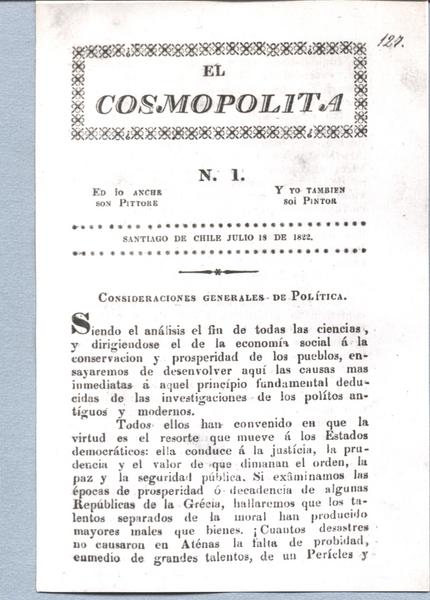 127.
EL
COSMOPOLITA
N. 1.
ED IO ANCHE
SON PITTORE
Y YO TAMBIEN
SOI PINTOR
SANTIAGO DE CHILE JULIO 18 DE 1822.
CONSIDERACIONES GENERALES DE POLÍTICA.
Siendo el análisis el fin de todas las ciencias,
y dirigiendose el de la economía social á la
conservacion y prosperidad de los pueblos, en-
sayaremos de desenvolver aquí las causas mas
inmediatas á aquel princípio fundamental dedu-
cidas de las investigaciones de los polítos an-
tíguos y modernos.
Todos ellos han convenido en que la
virtud es el resorte que mueve á los Estados
democráticos: ella conduce á la justícia, la pru-
dencia y el valor de que dimanan el orden, la
paz y la seguridad pública. Si exâminamos las
épocas de prosperidad ó decadencia de algunas
Repúblicas de la Grécia, hallaremos que los ta-
lentos separados de la moral han producido
mayores males que bienes. ¡Cuantos desastres
no causaron en Aténas la falta de probidad,
enmedio de grandes talentos, de un Perícles y